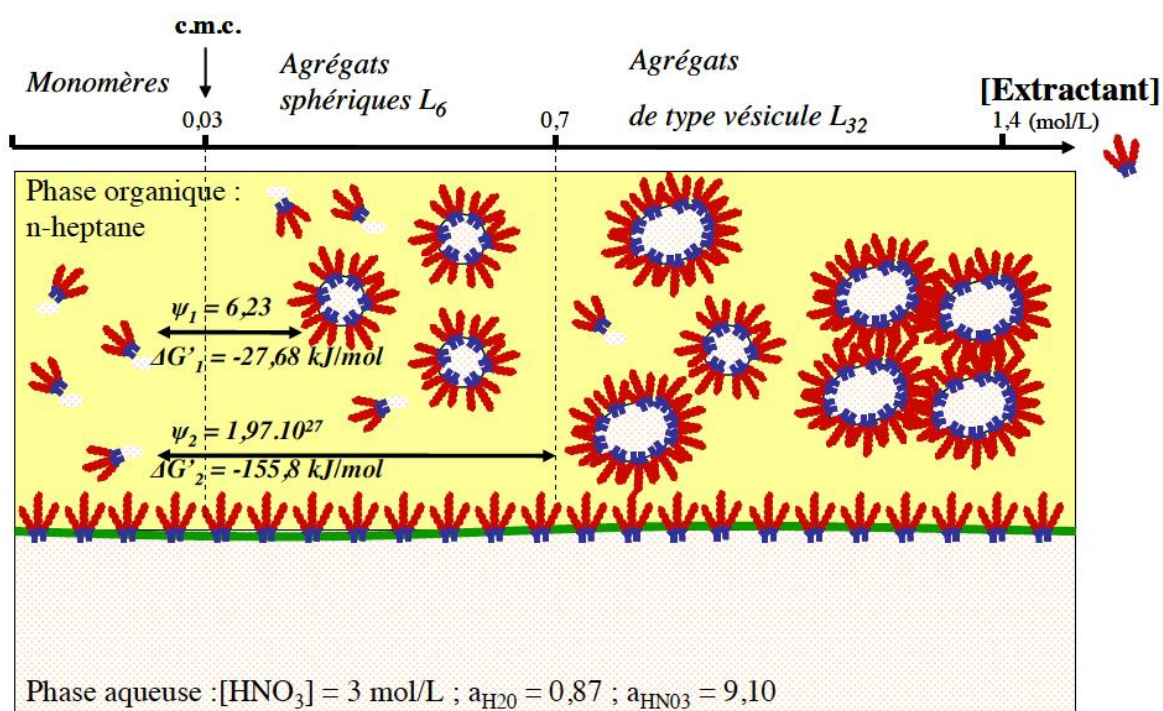 c.m.c.
Monomères
Agrégats
sphériques L6
Agrégats
de type vésicule L32
[Extractant]
0,03
0,7
1,4 (mol/L)
Phase organique :
n-heptane
ψ1 = 6,23
ΔG'1 = -27,68 kJ/mol
ψ2 = 1,97.10²⁷
ΔG'2 = -155,8 kJ/mol
Phase aqueuse :[HNO3] = 3 mol/L ; aH20 = 0,87 ; aHN03 = 9,10